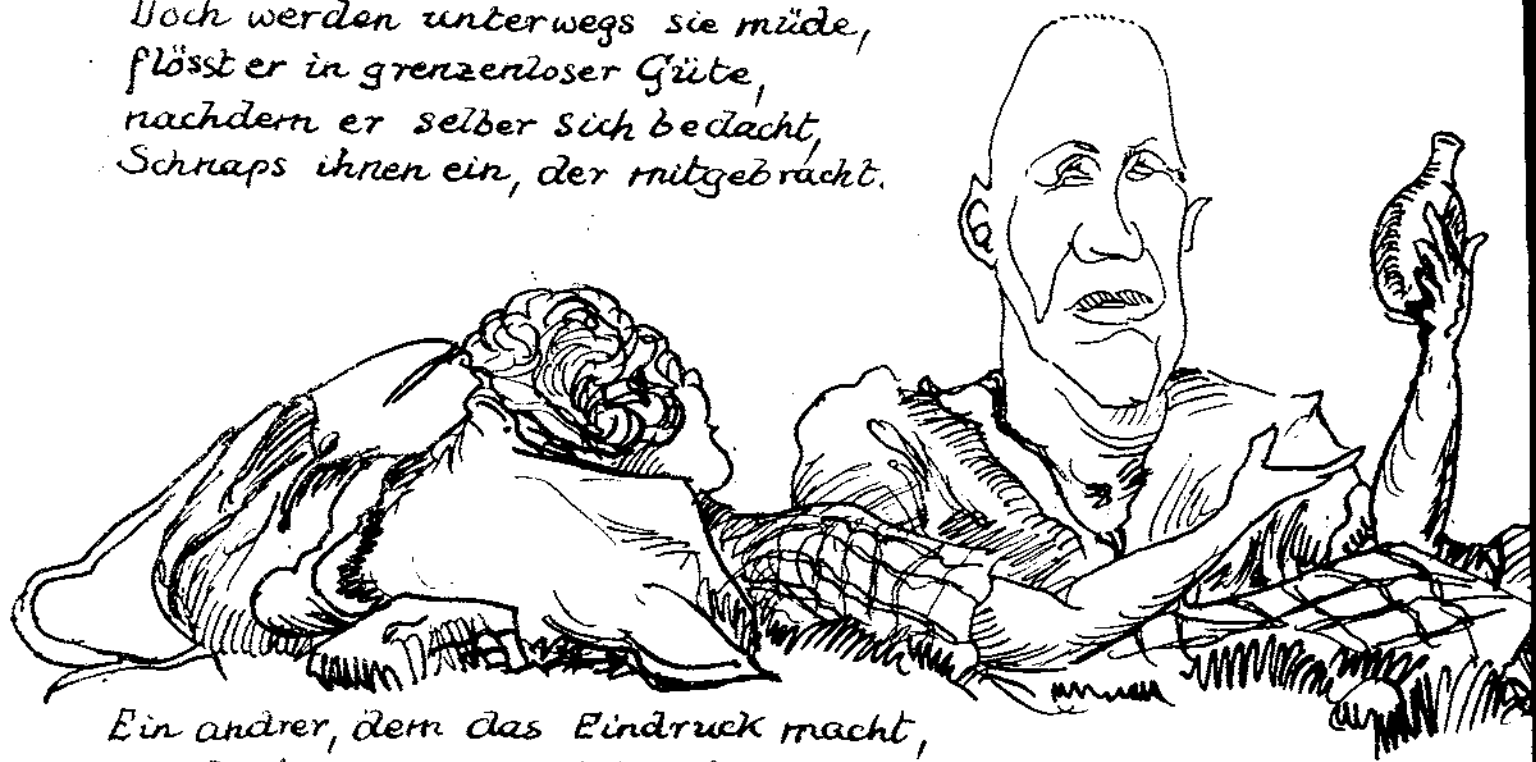 Doch werden unterwegs sie müde,
flösst er in grenzenloser Güte,
nachdem er selber sich bedacht,
Schnaps ihnen ein, der mitgebracht.
Ein andrer, dem das Eindruck macht,